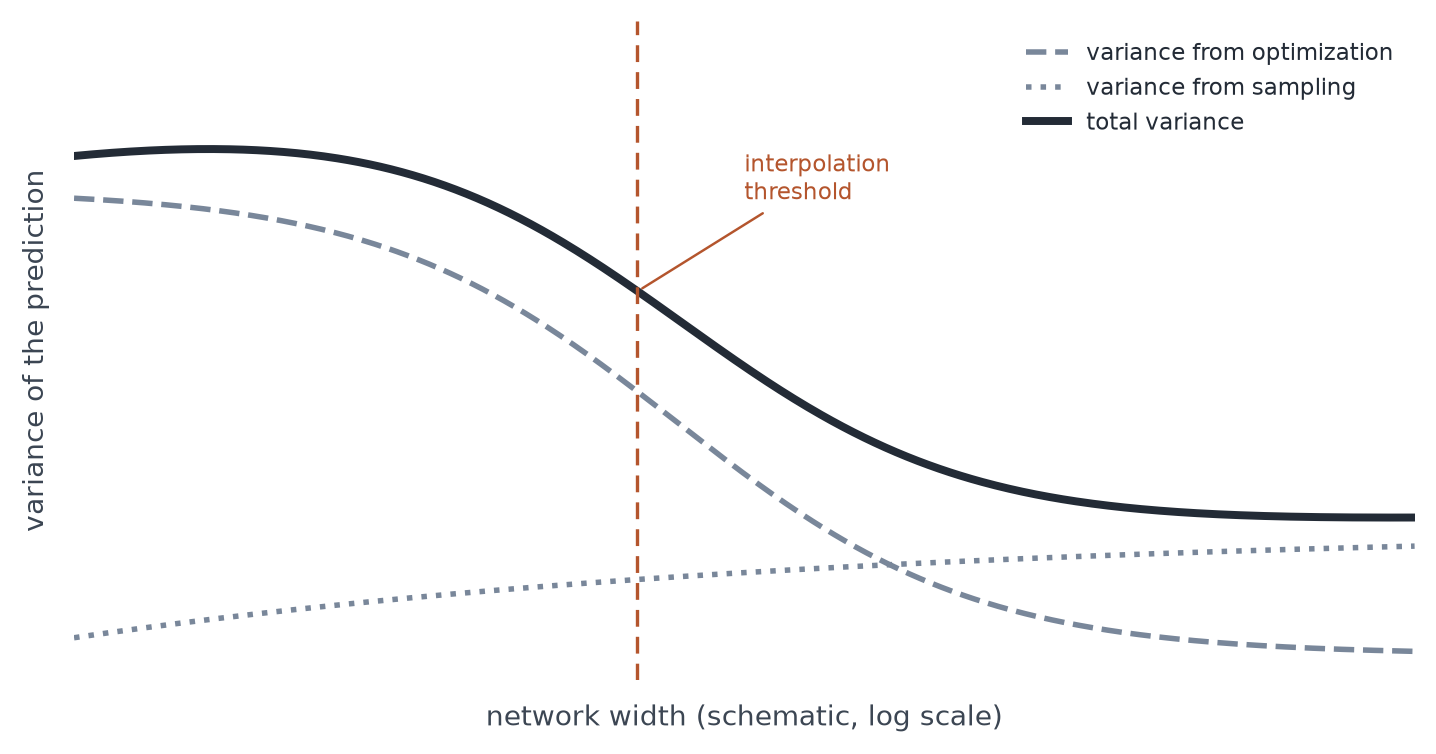 variance from optimization
variance from sampling
total variance
interpolation
threshold
variance of the prediction
network width (schematic, log scale)